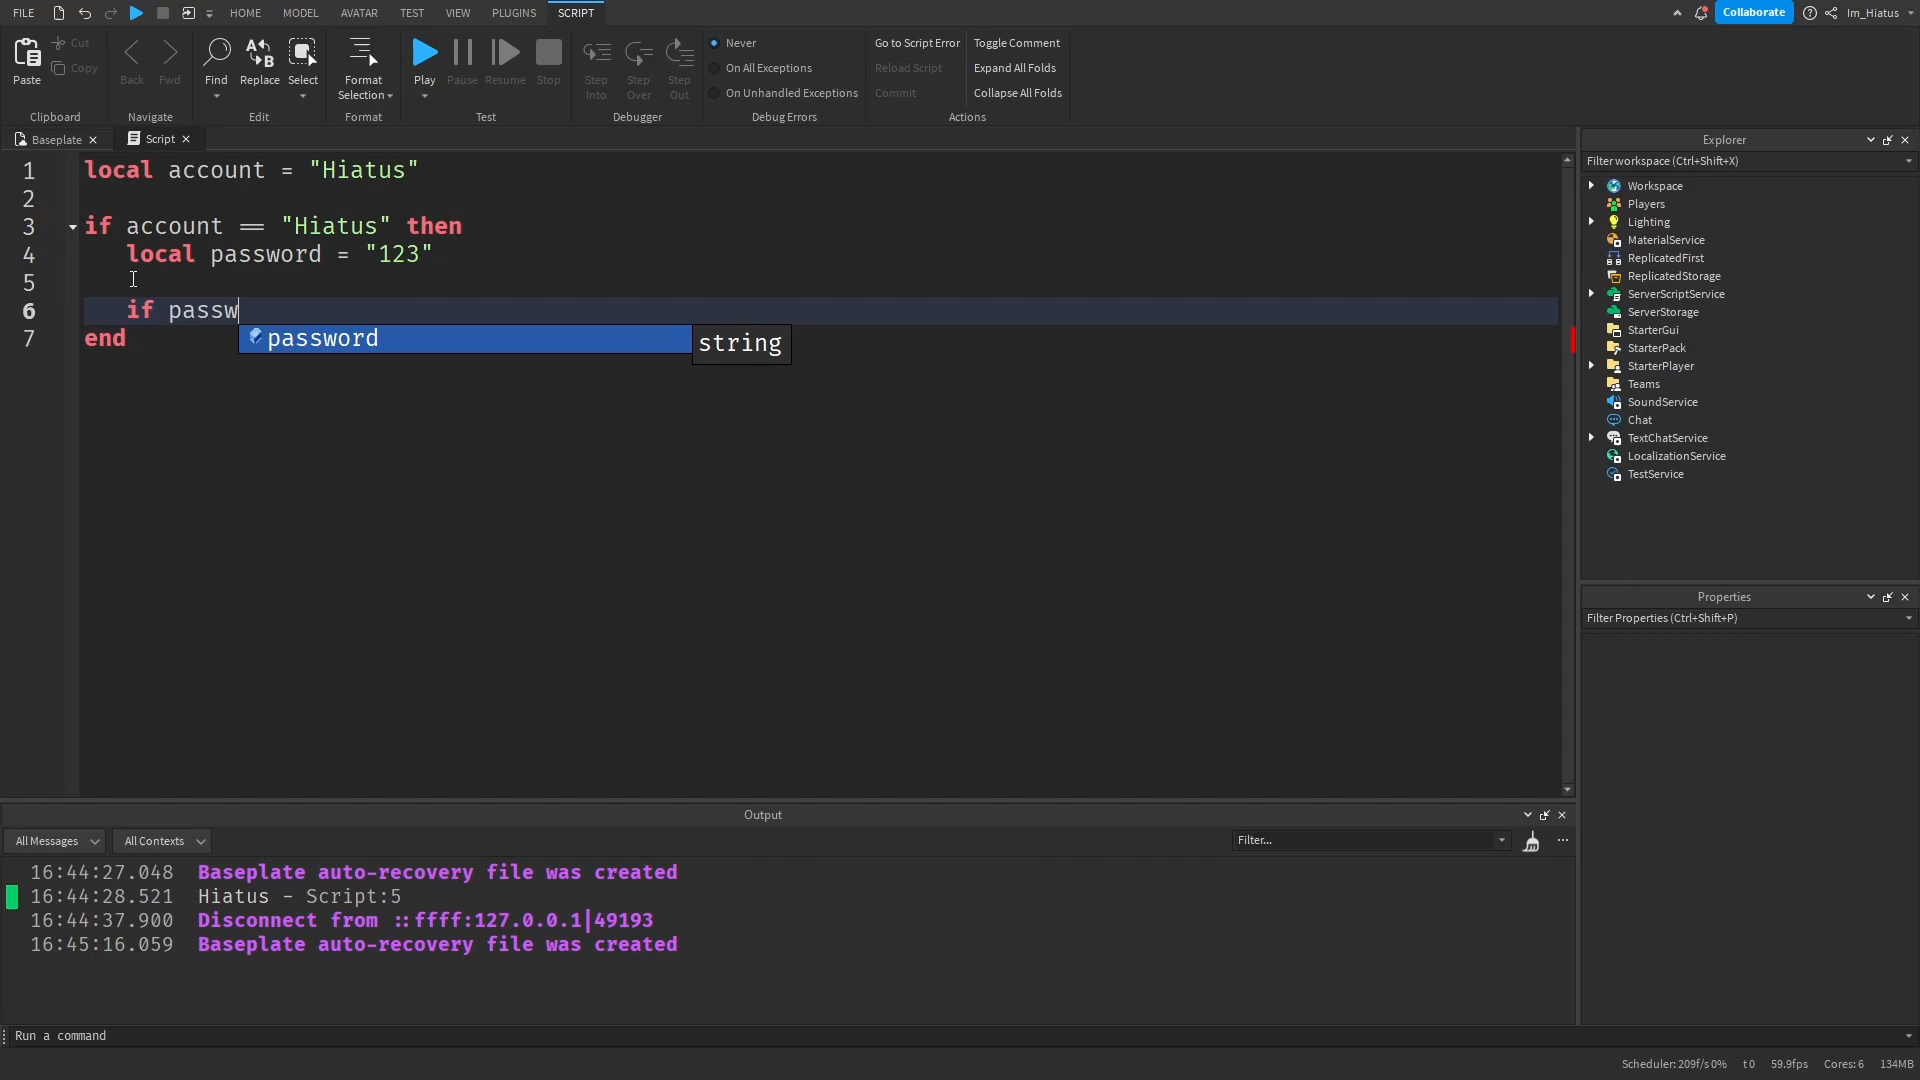 FILE HOME MODEL AVATAR TEST VIEW PLUGINS SCRIPT Collaborate Im_Hiatus
Paste Cut Copy Back Fwd Find Replace Select Format Selection Play Pause Resume Stop Step Into Step Over Step Out
Never
On All Exceptions
On Unhandled Exceptions
Go to Script Error
Reload Script
Commit
Toggle Comment
Expand All Folds
Collapse All Folds
Clipboard Navigate Edit Format Test Debugger Debug Errors Actions
Baseplate Script
1 local account = "Hiatus"
2
3 if account == "Hiatus" then
4 local password = "123"
5
6 if passw
7 end
password string
Explorer
Filter workspace (Ctrl+Shift+X)
Workspace
Players
Lighting
MaterialService
ReplicatedFirst
ReplicatedStorage
ServerScriptService
ServerStorage
StarterGui
StarterPack
StarterPlayer
Teams
SoundService
Chat
TextChatService
LocalizationService
TestService
Properties
Filter Properties (Ctrl+Shift+P)
Output
All Messages All Contexts Filter...
16:44:27.048 Baseplate auto-recovery file was created
16:44:28.521 Hiatus - Script:5
16:44:37.900 Disconnect from ::ffff:127.0.0.1|49193
16:45:16.059 Baseplate auto-recovery file was created
Run a command
Scheduler:209f/s 0% t 0 59.9fps Cores: 6 134MB